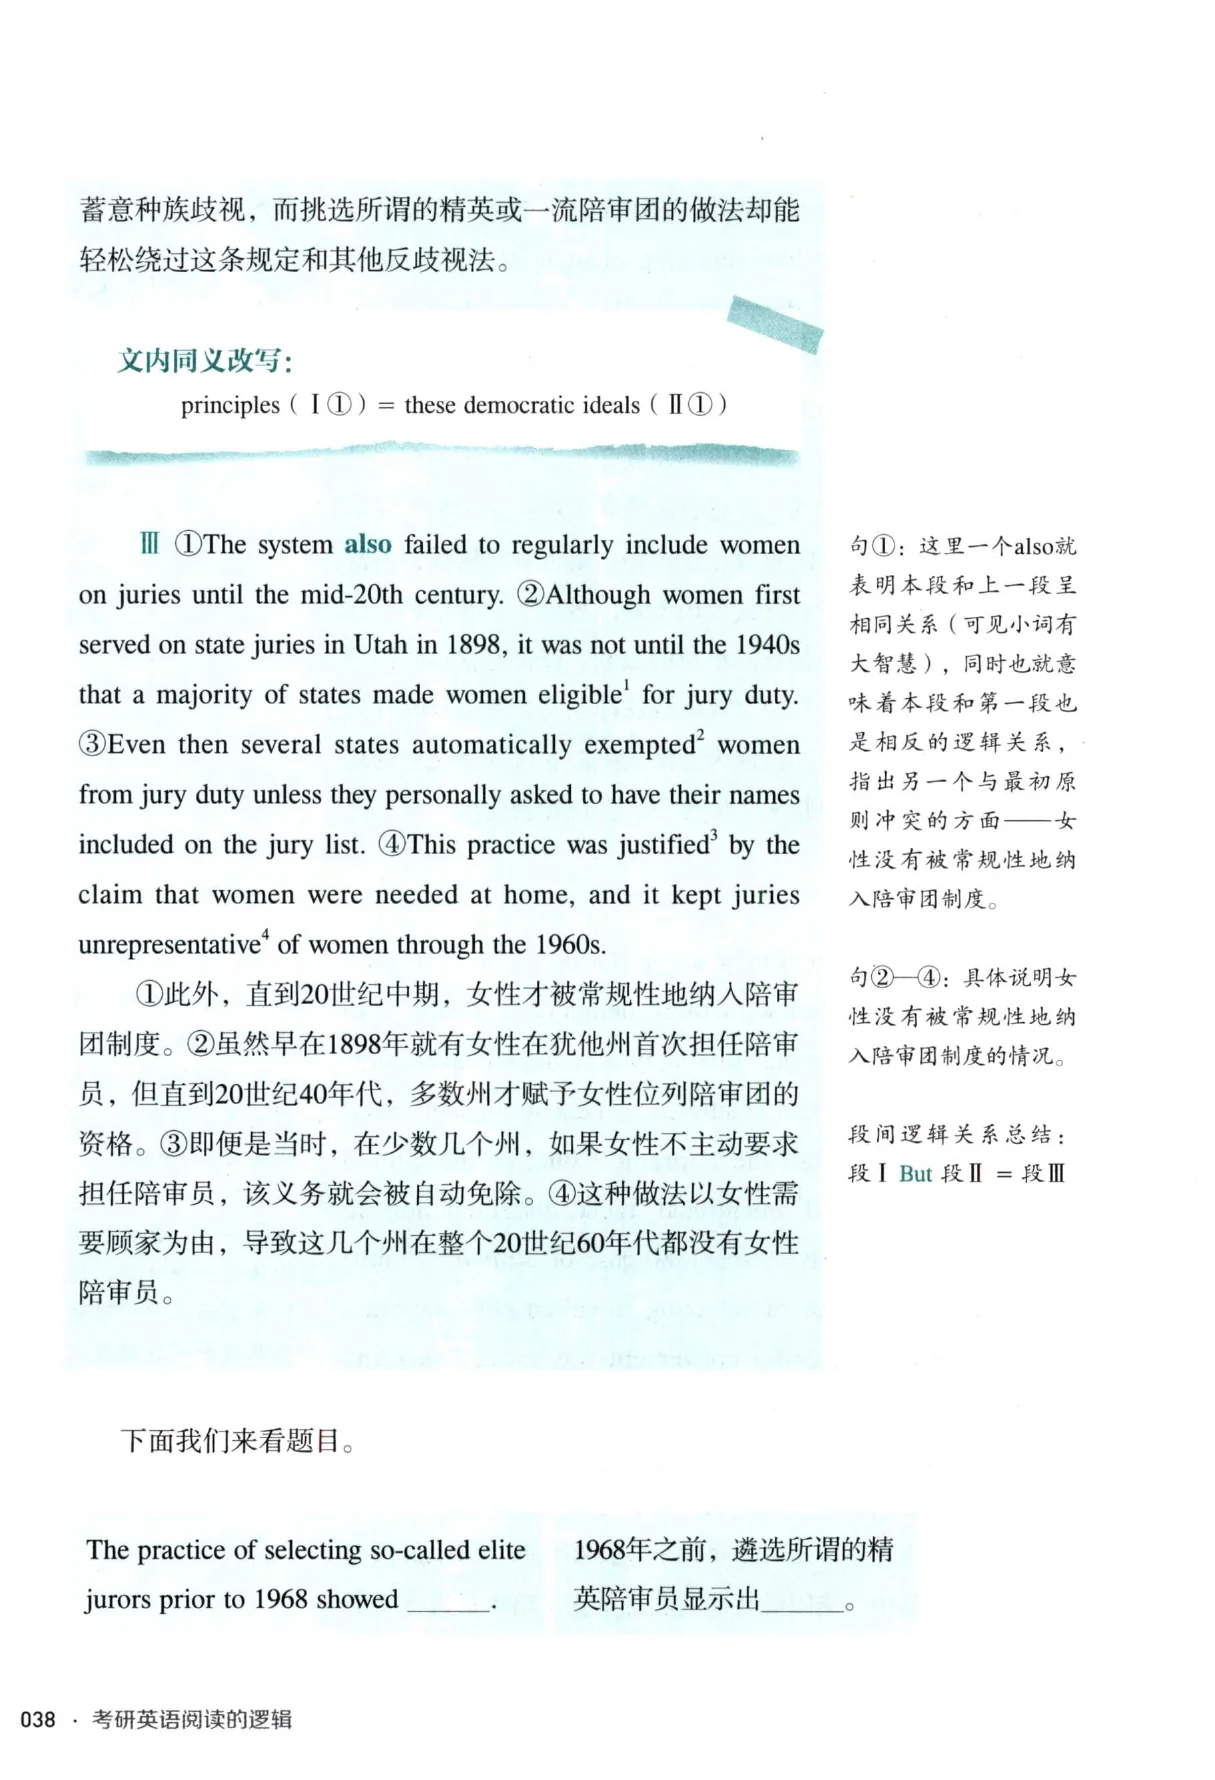 蓄意种族歧视，而挑选所谓的精英或一流陪审团的做法却能
轻松绕过这条规定和其他反歧视法。
文内同义改写：
principles（Ⅰ①）= these democratic ideals（Ⅱ①）
Ⅲ ①The system also failed to regularly include women
on juries until the mid-20th century. ②Although women first
served on state juries in Utah in 1898, it was not until the 1940s
that a majority of states made women eligible¹ for jury duty.
③Even then several states automatically exempted² women
from jury duty unless they personally asked to have their names
included on the jury list. ④This practice was justified³ by the
claim that women were needed at home, and it kept juries
unrepresentative⁴ of women through the 1960s.
①此外，直到20世纪中期，女性才被常规性地纳入陪审
团制度。②虽然早在1898年就有女性在犹他州首次担任陪审
员，但直到20世纪40年代，多数州才赋予女性位列陪审团的
资格。③即便是当时，在少数几个州，如果女性不主动要求
担任陪审员，该义务就会被自动免除。④这种做法以女性需
要顾家为由，导致这几个州在整个20世纪60年代都没有女性
陪审员。
句①：这里一个also就
表明本段和上一段呈
相同关系（可见小词有
大智慧），同时也就意
味着本段和第一段也
是相反的逻辑关系，
指出另一个与最初原
则冲突的方面——女
性没有被常规性地纳
入陪审团制度。
句②—④：具体说明女
性没有被常规性地纳
入陪审团制度的情况。
段间逻辑关系总结：
段Ⅰ But 段Ⅱ = 段Ⅲ
下面我们来看题目。
The practice of selecting so-called elite
jurors prior to 1968 showed ______.
1968年之前，遴选所谓的精
英陪审员显示出______。
038 · 考研英语阅读的逻辑